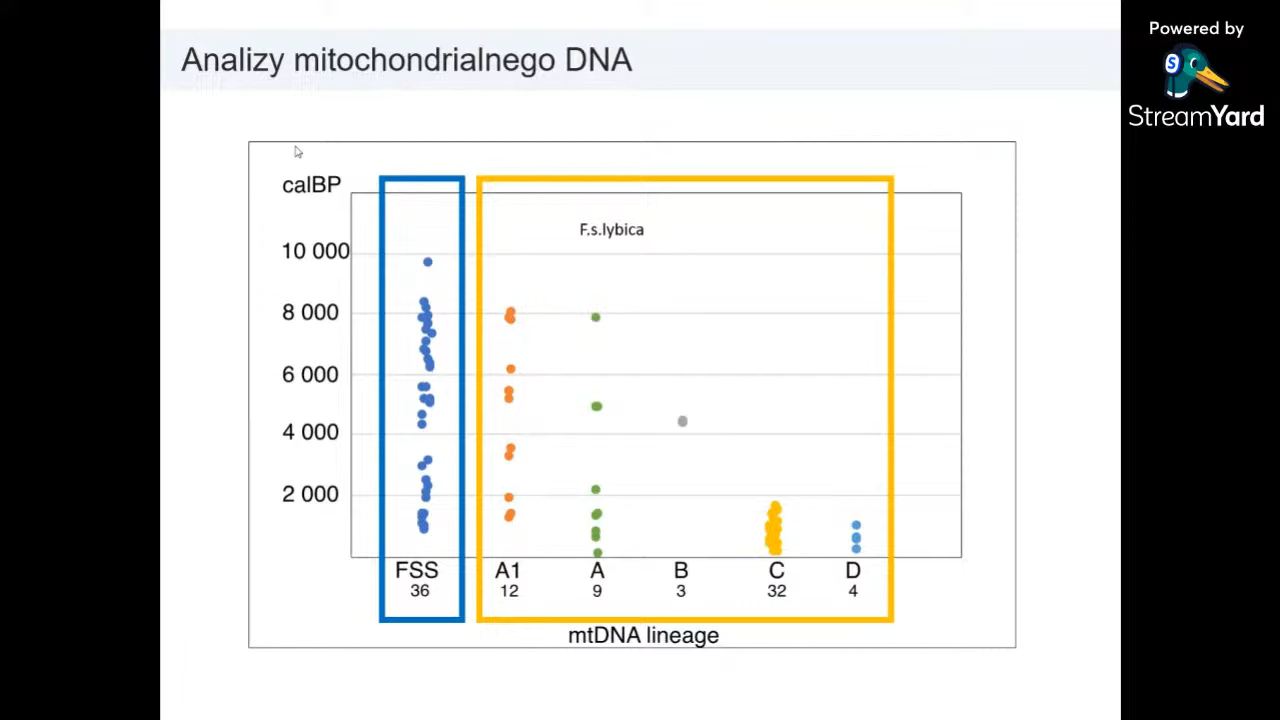 Analizy mitochondrialnego DNA
Powered by
S
StreamYard
calBP
F.s.lybica
10 000
8 000
6 000
4 000
2 000
FSS A1 A B C D
36 12 9 3 32 4
mtDNA lineage